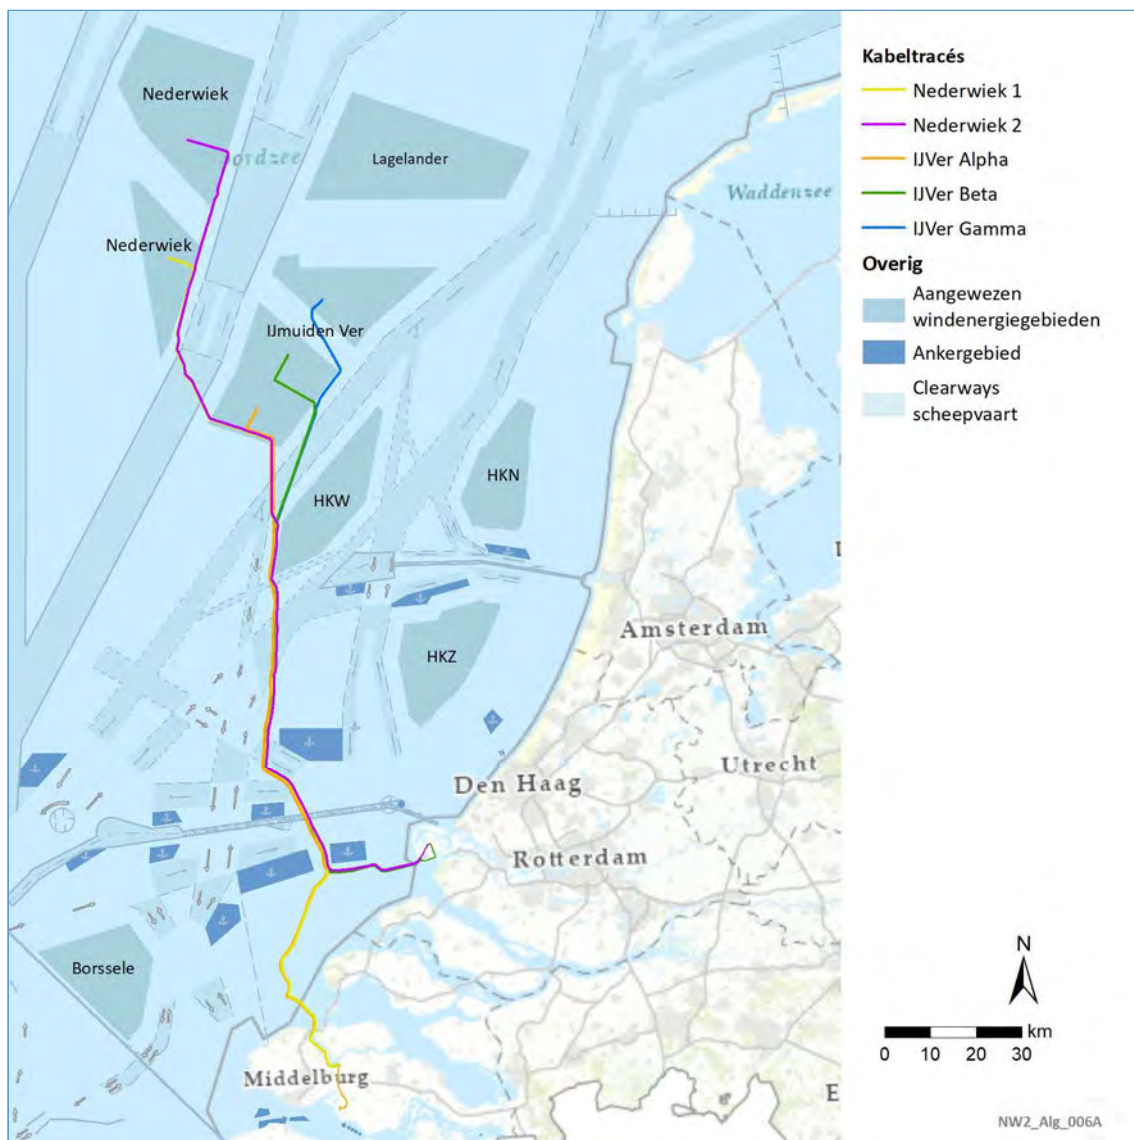 Nederwiek
Noordzee
Lagelander
Waddenzee
Nederwiek
IJmuiden Ver
HKW
HKN
HKZ
Amsterdam
Utrecht
Den Haag
Rotterdam
Borssele
Middelburg
E
Kabeltracés
Nederwiek 1
Nederwiek 2
IJVer Alpha
IJVer Beta
IJVer Gamma
Overig
Aangewezen
windenergiegebieden
Ankergebied
Clearways
scheepvaart
N
km
0 10 20 30
NW2_Alg_006A